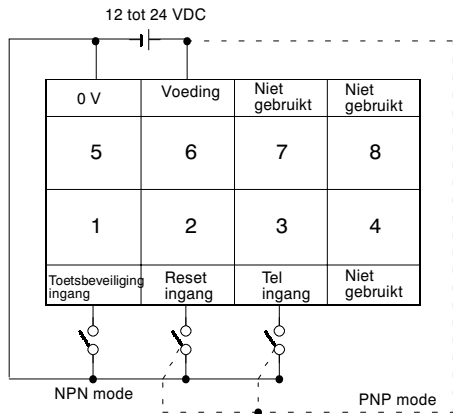 12 tot 24 VDC
0 V
Voeding
Niet
gebruikt
Niet
gebruikt
5
6
7
8
1
2
3
4
Toetsbeveiliging
ingang
Reset
ingang
Tel
ingang
Niet
gebruikt
NPN mode
PNP mode